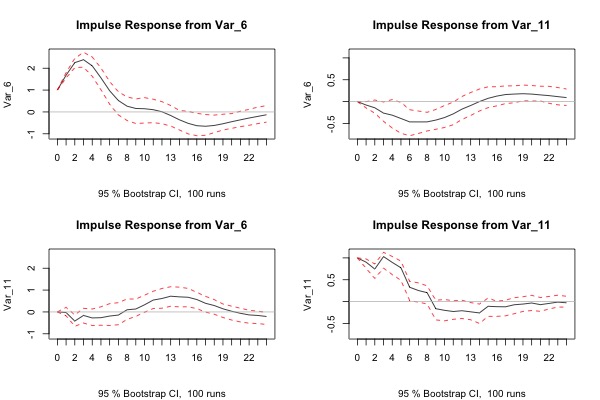 Impulse Response from Var_6
Var_6
2
1
0
-1
0 2 4 6 8 10 13 16 19 22
95 % Bootstrap CI,  100 runs
Impulse Response from Var_11
Var_6
0.5
-0.5
0 2 4 6 8 10 13 16 19 22
95 % Bootstrap CI,  100 runs
Impulse Response from Var_6
Var_11
2
1
0
-1
0 2 4 6 8 10 13 16 19 22
95 % Bootstrap CI,  100 runs
Impulse Response from Var_11
Var_11
0.5
-0.5
0 2 4 6 8 10 13 16 19 22
95 % Bootstrap CI,  100 runs